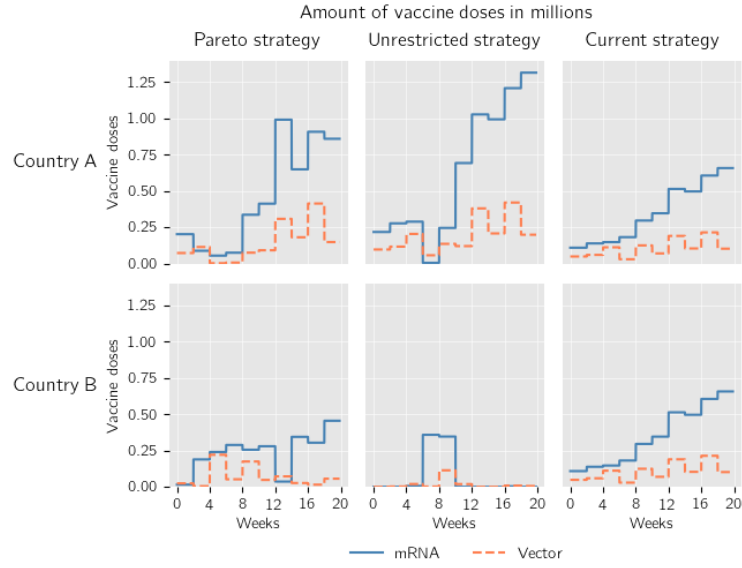 Amount of vaccine doses in millions
Pareto strategy Unrestricted strategy Current strategy
Country A
Vaccine doses
1.25
1.00
0.75
0.50
0.25
0.00
Country B
Vaccine doses
1.25
1.00
0.75
0.50
0.25
0.00
0 4 8 12 16 20 0 4 8 12 16 20 0 4 8 12 16 20
Weeks Weeks Weeks
mRNA Vector